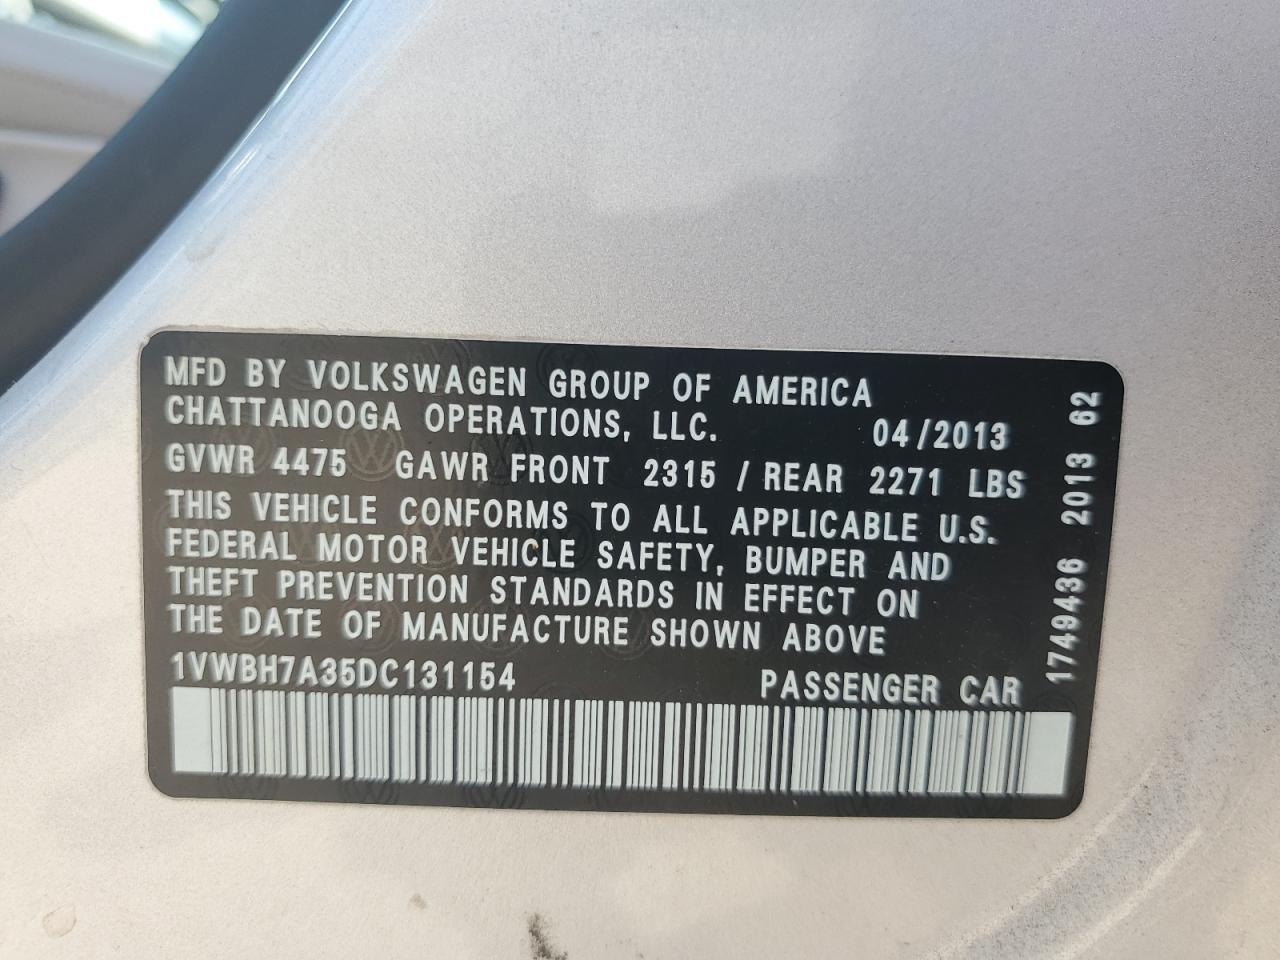 MFD BY VOLKSWAGEN GROUP OF AMERICA
CHATTANOOGA OPERATIONS, LLC. 04/2013
GVWR 4475 GAWR FRONT 2315 / REAR 2271 LBS
THIS VEHICLE CONFORMS TO ALL APPLICABLE U.S.
FEDERAL MOTOR VEHICLE SAFETY, BUMPER AND
THEFT PREVENTION STANDARDS IN EFFECT ON
THE DATE OF MANUFACTURE SHOWN ABOVE
1VWBH7A35DC131154 PASSENGER CAR
1749436 2013 62